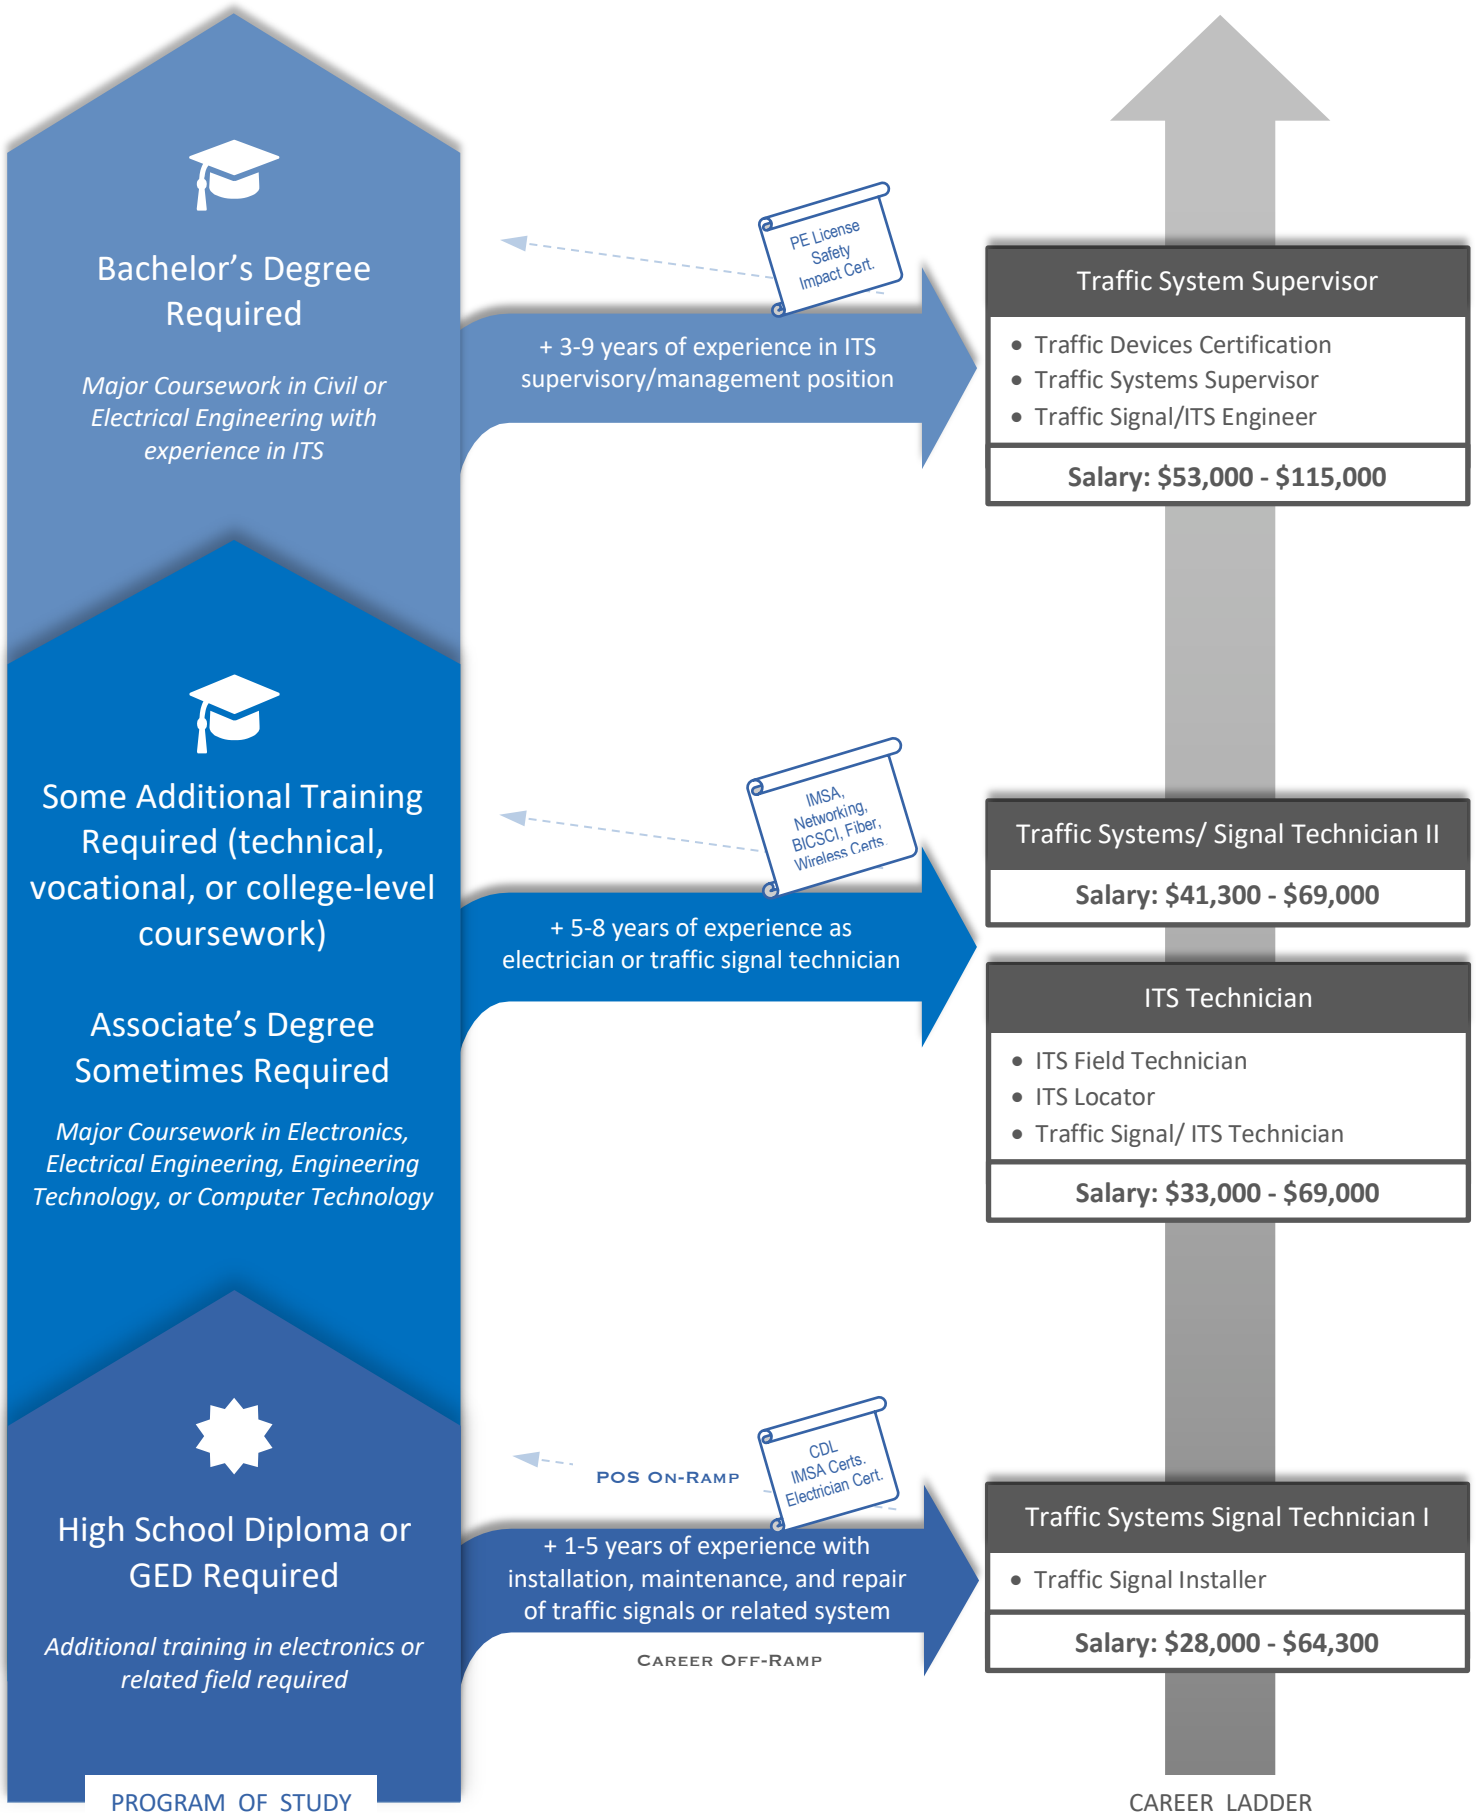 Bachelor's Degree
Required
Major Coursework in Civil or
Electrical Engineering with
experience in ITS
PE License
Safety
Impact Cert.
+ 3-9 years of experience in ITS
supervisory/management position
Traffic System Supervisor
• Traffic Devices Certification
• Traffic Systems Supervisor
• Traffic Signal/ITS Engineer
Salary: $53,000 - $115,000
Some Additional Training
Required (technical,
vocational, or college-level
coursework)
Associate's Degree
Sometimes Required
Major Coursework in Electronics,
Electrical Engineering, Engineering
Technology, or Computer Technology
IMSA,
Networking,
BICSCI, Fiber,
Wireless Certs.
+ 5-8 years of experience as
electrician or traffic signal technician
Traffic Systems/ Signal Technician II
Salary: $41,300 - $69,000
ITS Technician
• ITS Field Technician
• ITS Locator
• Traffic Signal/ ITS Technician
Salary: $33,000 - $69,000
High School Diploma or
GED Required
Additional training in electronics or
related field required
POS On-Ramp
CDL
IMSA Certs.
Electrician Cert.
+ 1-5 years of experience with
installation, maintenance, and repair
of traffic signals or related system
Career Off-Ramp
Traffic Systems Signal Technician I
• Traffic Signal Installer
Salary: $28,000 - $64,300
PROGRAM OF STUDY
CAREER LADDER